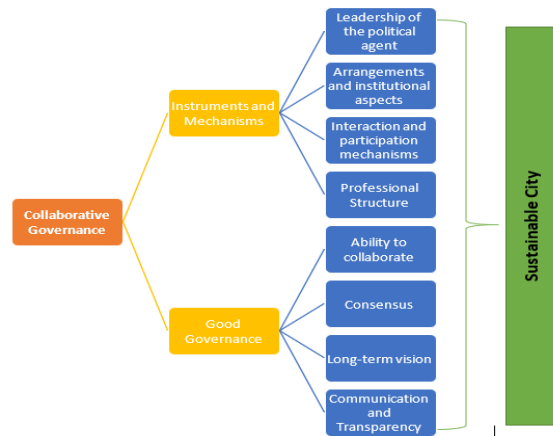 Collaborative
Governance
Instruments and
Mechanisms
Good
Governance
Leadership of
the political
agent
Arrangements
and institutional
aspects
Interaction and
participation
mechanisms
Professional
Structure
Ability to
collaborate
Consensus
Long-term vision
Communication
and
Transparency
Sustainable City